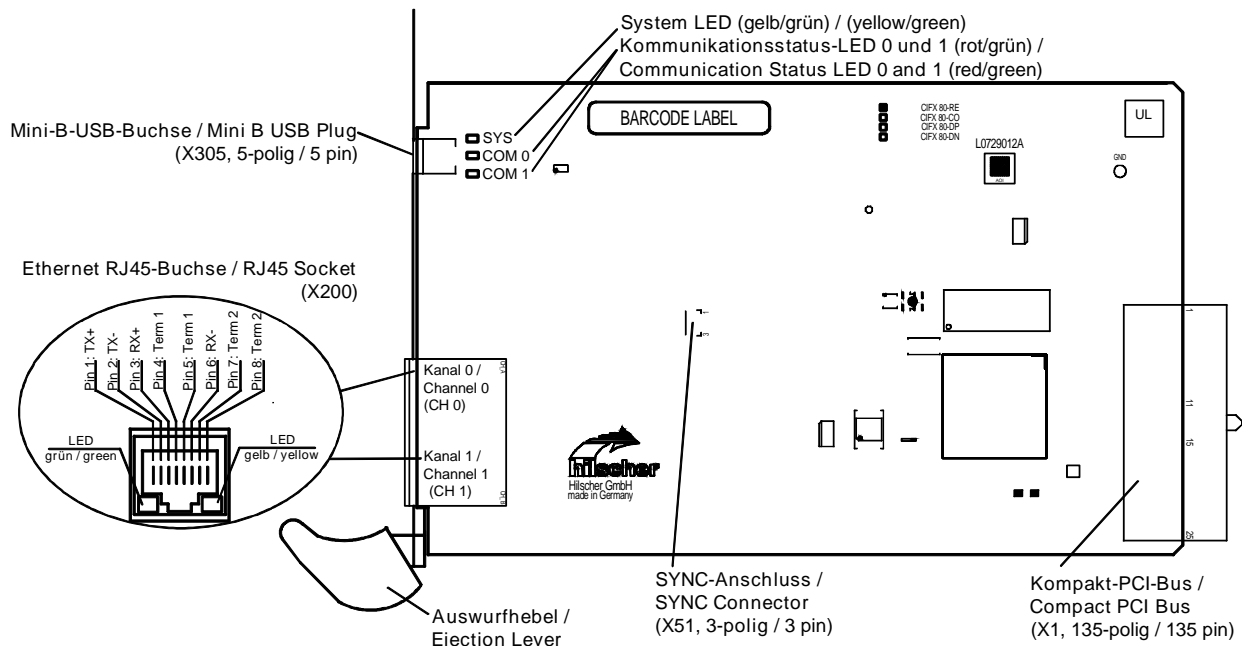 System LED (gelb/grün) / (yellow/green)
Kommunikationsstatus-LED 0 und 1 (rot/grün) /
Communication Status LED 0 and 1 (red/green)
Mini-B-USB-Buchse / Mini B USB Plug
(X305, 5-polig / 5 pin)
SYS
COM 0
COM 1
BARCODE LABEL
CIFX 80-RE
CIFX 80-CO
CIFX 80-DP
CIFX 80-DN
UL
L0729012A
AOI
GND
Ethernet RJ45-Buchse / RJ45 Socket
(X200)
Pin 1: TX+
Pin 2: TX-
Pin 3: RX+
Pin 4: Term 1
Pin 5: Term 1
Pin 6: RX-
Pin 7: Term 2
Pin 8: Term 2
LED
grün / green
LED
gelb / yellow
Kanal 0 /
Channel 0
(CH 0)
Kanal 1 /
Channel 1
(CH 1)
1
3
1
11
15
25
hilscher
Hilscher GmbH
made in Germany
Auswurfhebel /
Ejection Lever
SYNC-Anschluss /
SYNC Connector
(X51, 3-polig / 3 pin)
Kompakt-PCI-Bus /
Compact PCI Bus
(X1, 135-polig / 135 pin)